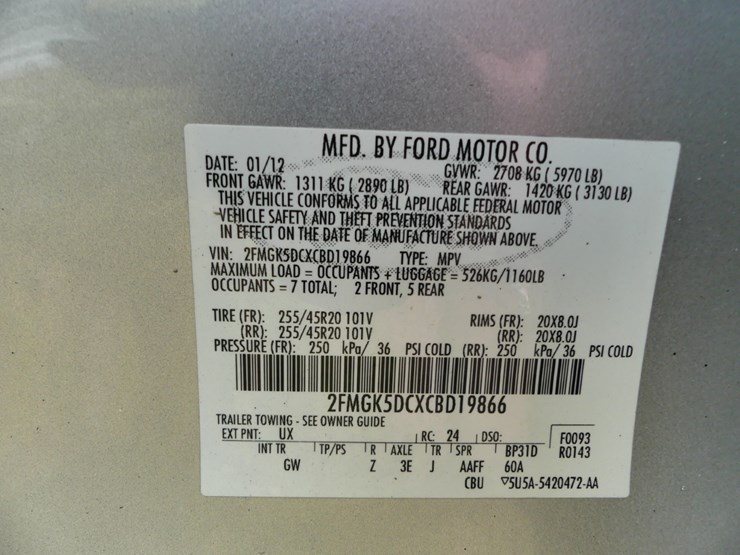 MFD. BY FORD MOTOR CO.
DATE: 01/12 GVWR: 2708 KG ( 5970 LB)
FRONT GAWR: 1311 KG ( 2890 LB) REAR GAWR: 1420 KG ( 3130 LB)
THIS VEHICLE CONFORMS TO ALL APPLICABLE FEDERAL MOTOR
VEHICLE SAFETY AND THEFT PREVENTION STANDARDS
IN EFFECT ON THE DATE OF MANUFACTURE SHOWN ABOVE.
VIN: 2FMGK5DCXCBD19866 TYPE: MPV
MAXIMUM LOAD = OCCUPANTS + LUGGAGE = 526KG/1160LB
OCCUPANTS = 7 TOTAL; 2 FRONT, 5 REAR
TIRE (FR): 255/45R20 101V RIMS (FR): 20X8.0J
(RR): 255/45R20 101V (RR): 20X8.0J
PRESSURE (FR): 250 kPa/ 36 PSI COLD (RR): 250 kPa/ 36 PSI COLD
2FMGK5DCXCBD19866
TRAILER TOWING - SEE OWNER GUIDE
EXT PNT: UX RC: 24 DSO: F0093
INT TR TP/PS R AXLE TR SPR BP31D R0143
GW Z 3E J AAFF 60A
CBU ▽5U5A-5420472-AA